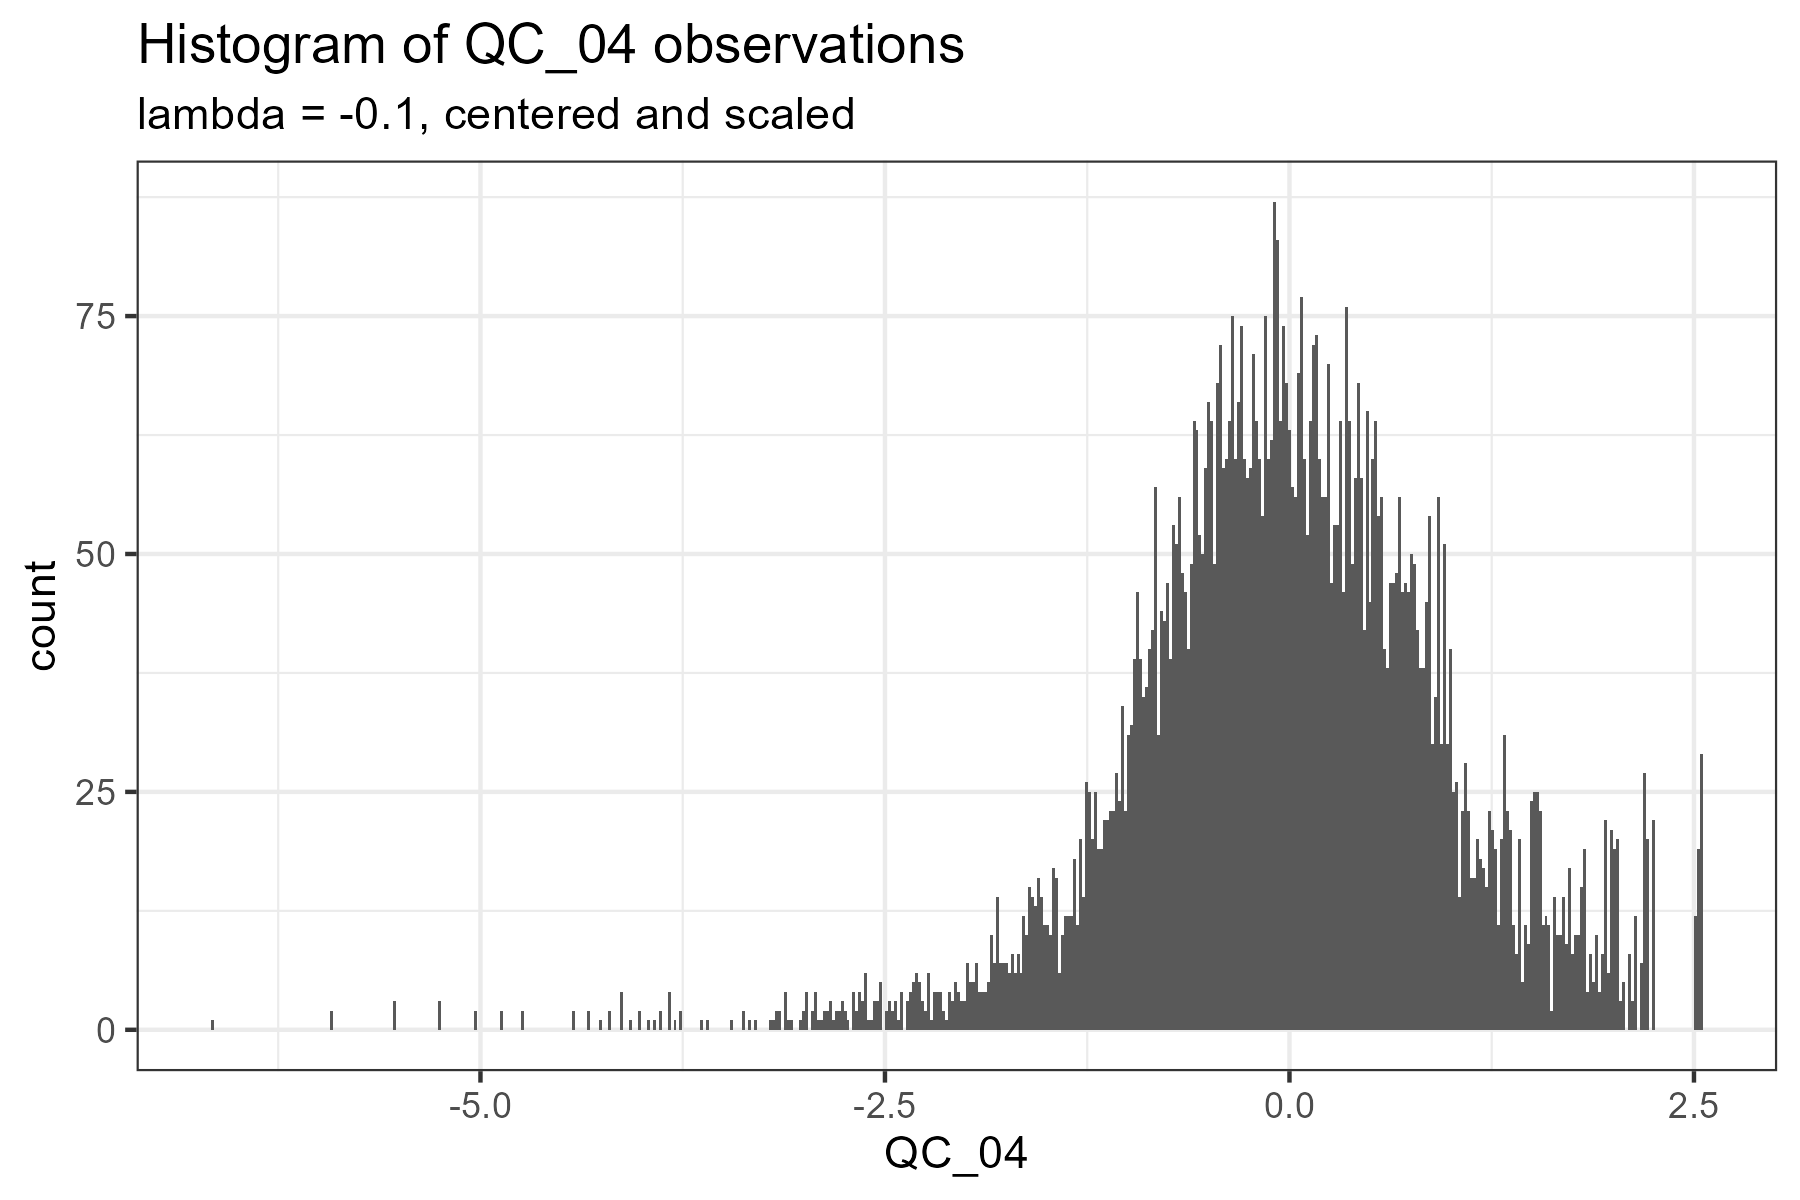 Histogram of QC_04 observations
lambda = -0.1, centered and scaled
75
50
25
0
count
-5.0
-2.5
0.0
2.5
QC_04